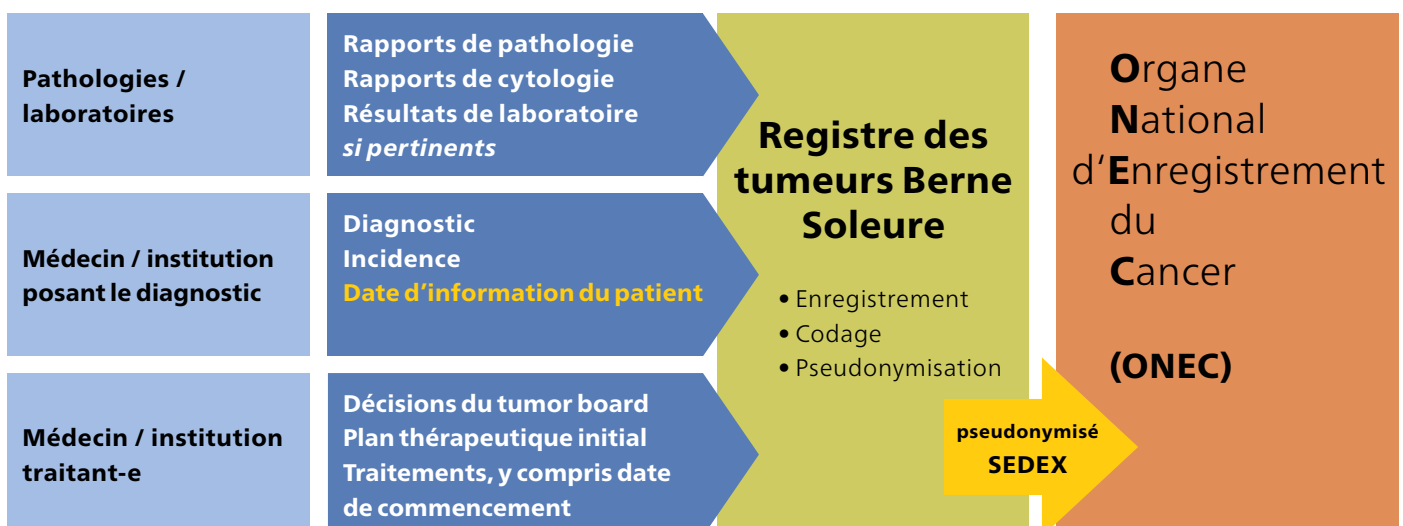 Pathologies /
laboratoires
Rapports de pathologie
Rapports de cytologie
Résultats de laboratoire
si pertinents
Médecin / institution
posant le diagnostic
Diagnostic
Incidence
Date d’information du patient
Médecin / institution
traitant-e
Décisions du tumor board
Plan thérapeutique initial
Traitements, y compris date
de commencement
Registre des
tumeurs Berne
Soleure
• Enregistrement
• Codage
• Pseudonymisation
pseudonymisé
SEDEX
Organe
National
d‘Enregistrement
du
Cancer
(ONEC)